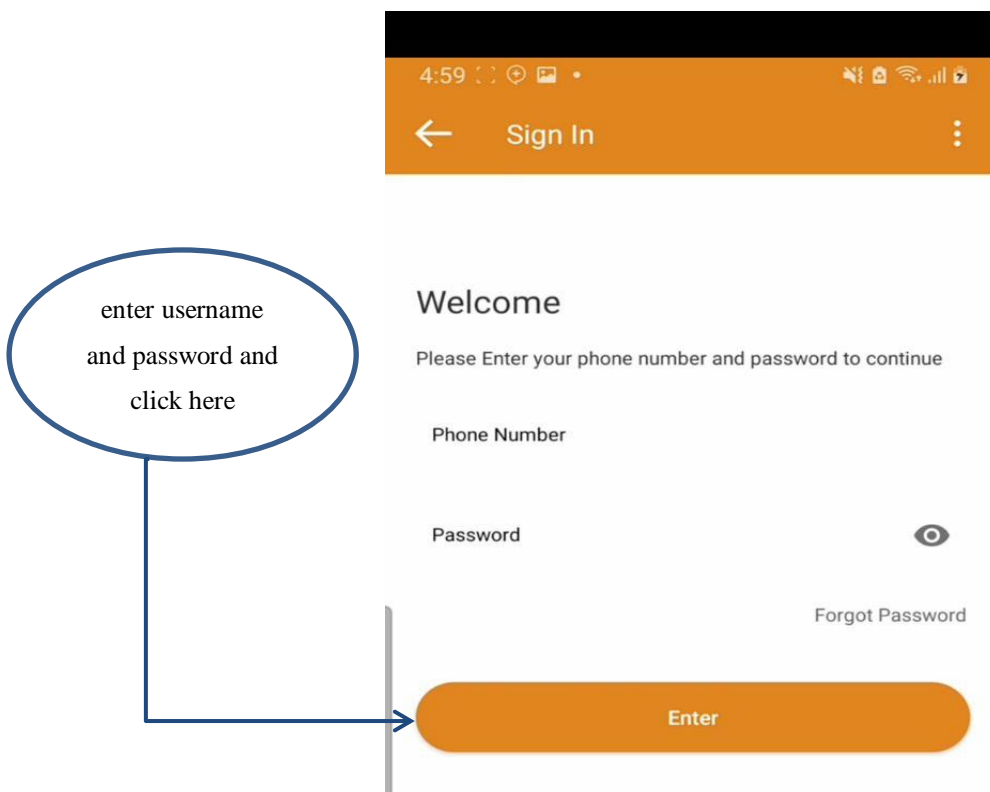 4:59
Sign In
enter username
and password and
click here
Welcome
Please Enter your phone number and password to continue
Phone Number
Password
Forgot Password
Enter